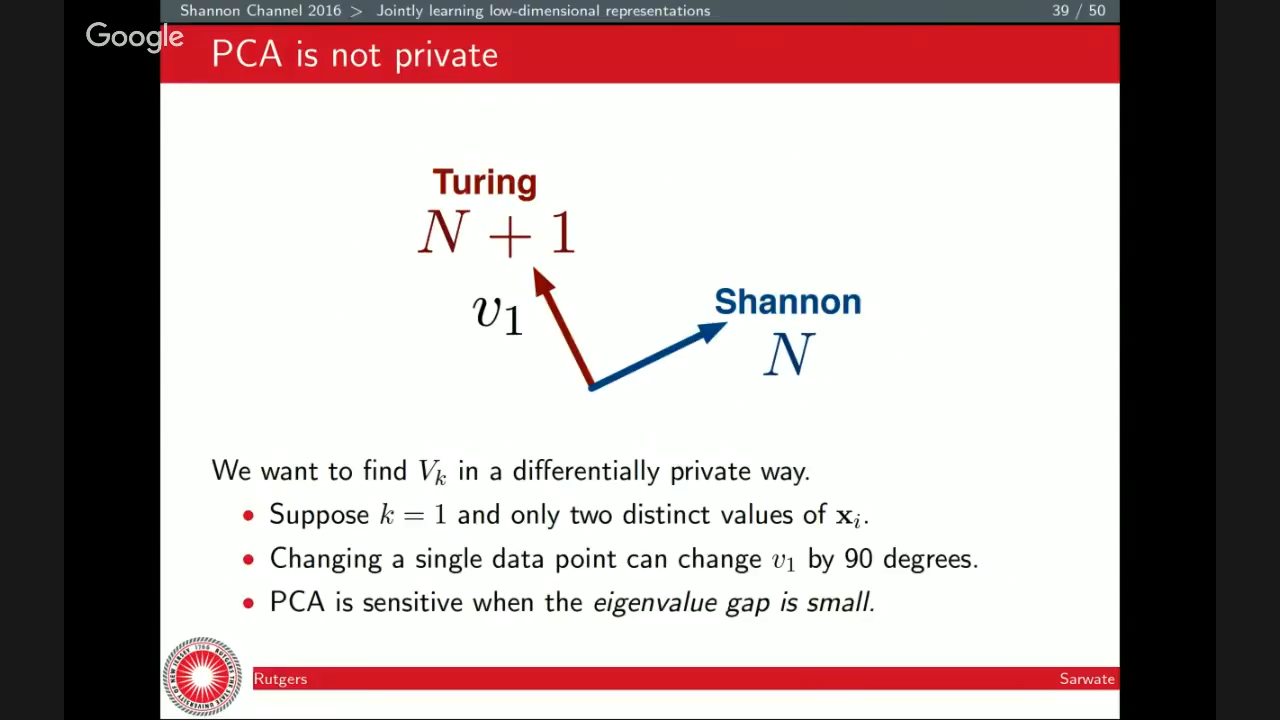 Shannon Channel 2016 > Jointly learning low-dimensional representations 39 / 50
Google
PCA is not private
Turing
N + 1
v₁
Shannon
N
We want to find Vₖ in a differentially private way.
• Suppose k = 1 and only two distinct values of xᵢ.
• Changing a single data point can change v₁ by 90 degrees.
• PCA is sensitive when the eigenvalue gap is small.
Rutgers Sarwate